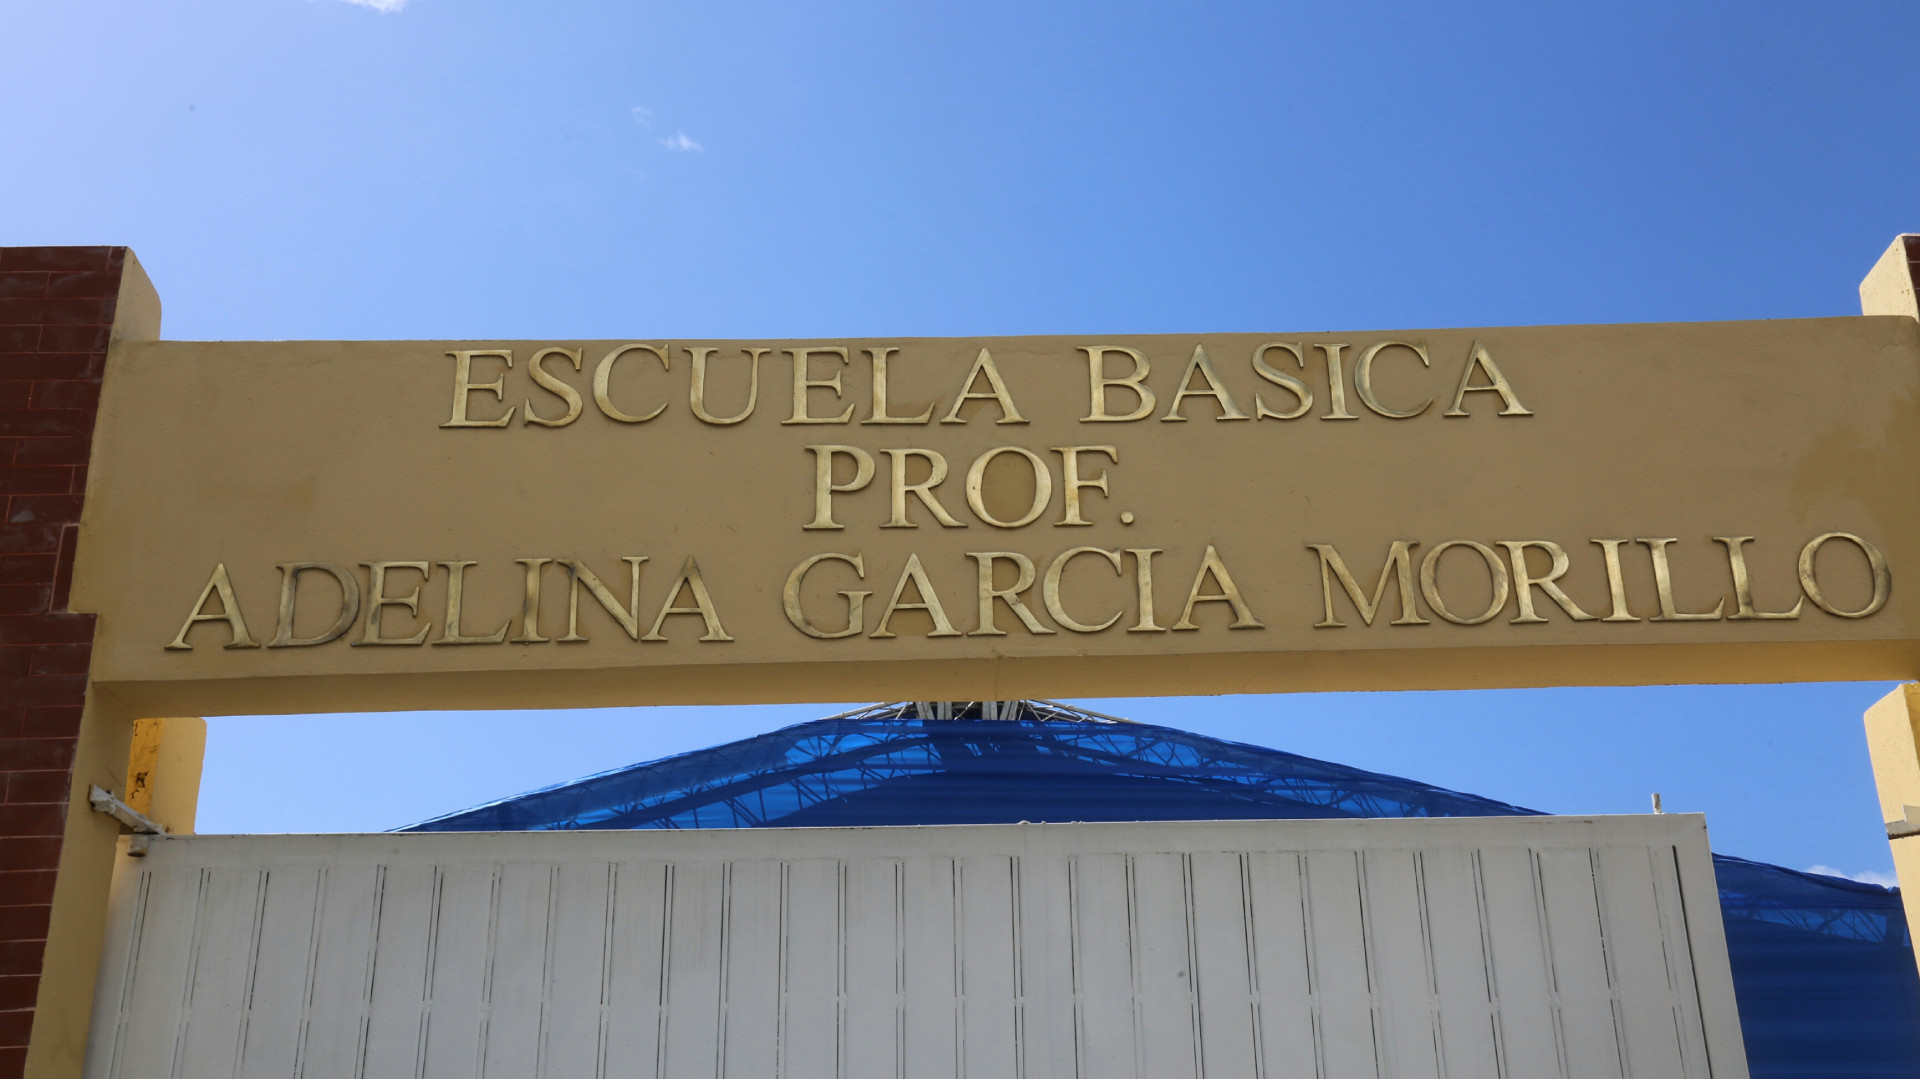 ESCUELA BASICA
PROF.
ADELINA GARCIA MORILLO